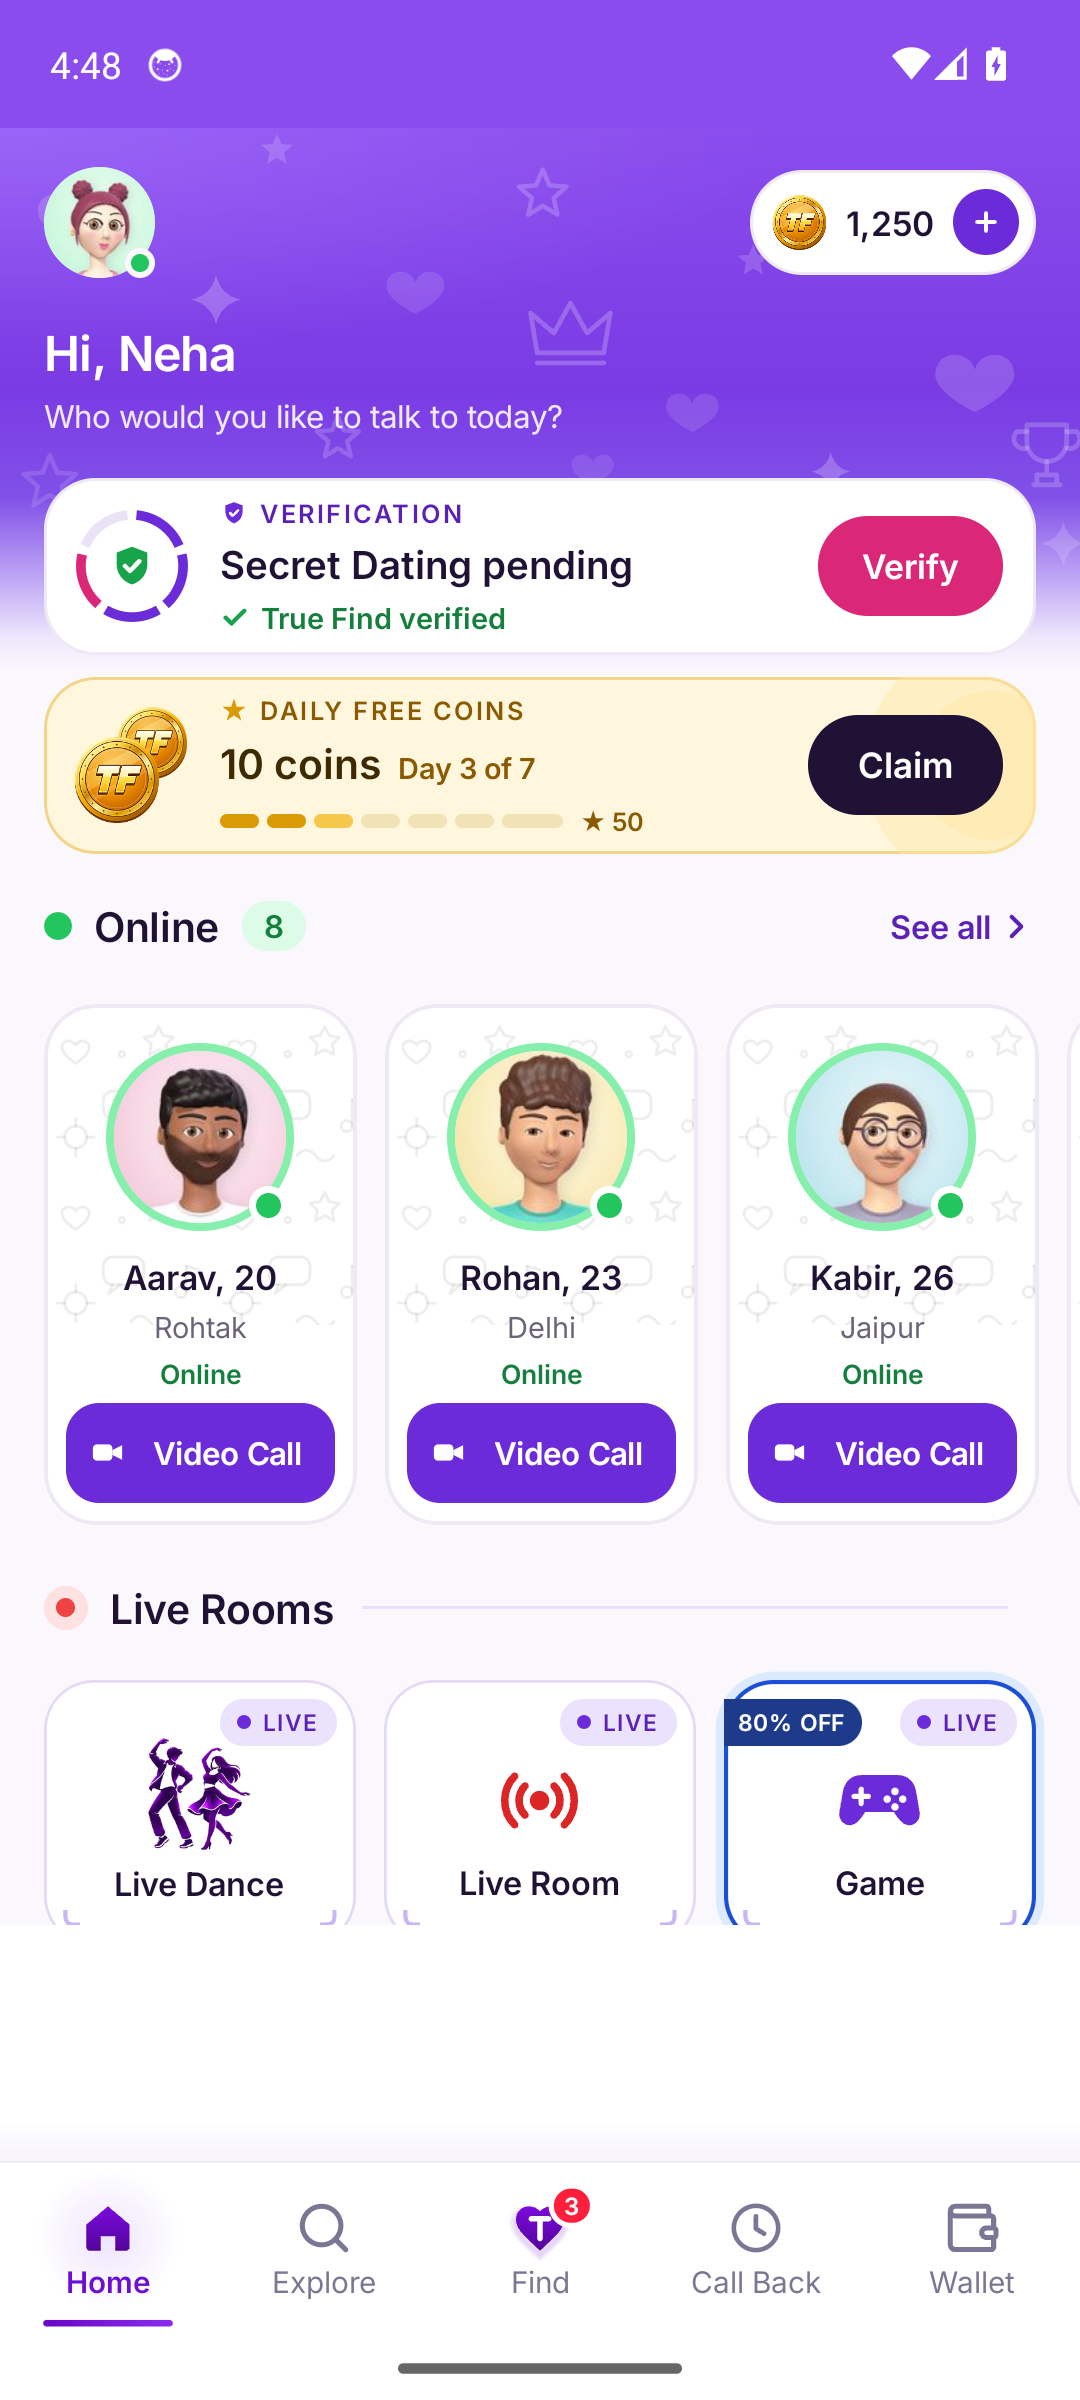 4:48
1,250
Hi, Neha
Who would you like to talk to today?
VERIFICATION
Secret Dating pending
True Find verified
Verify
DAILY FREE COINS
10 coins Day 3 of 7
★ 50
Claim
TF
TF
TF
Online 8
See all
Aarav, 20
Rohtak
Online
Video Call
Rohan, 23
Delhi
Online
Video Call
Kabir, 26
Jaipur
Online
Video Call
Live Rooms
LIVE
Live Dance
LIVE
Live Room
80% OFF
LIVE
Game
Home
Explore
T
3
Find
Call Back
Wallet